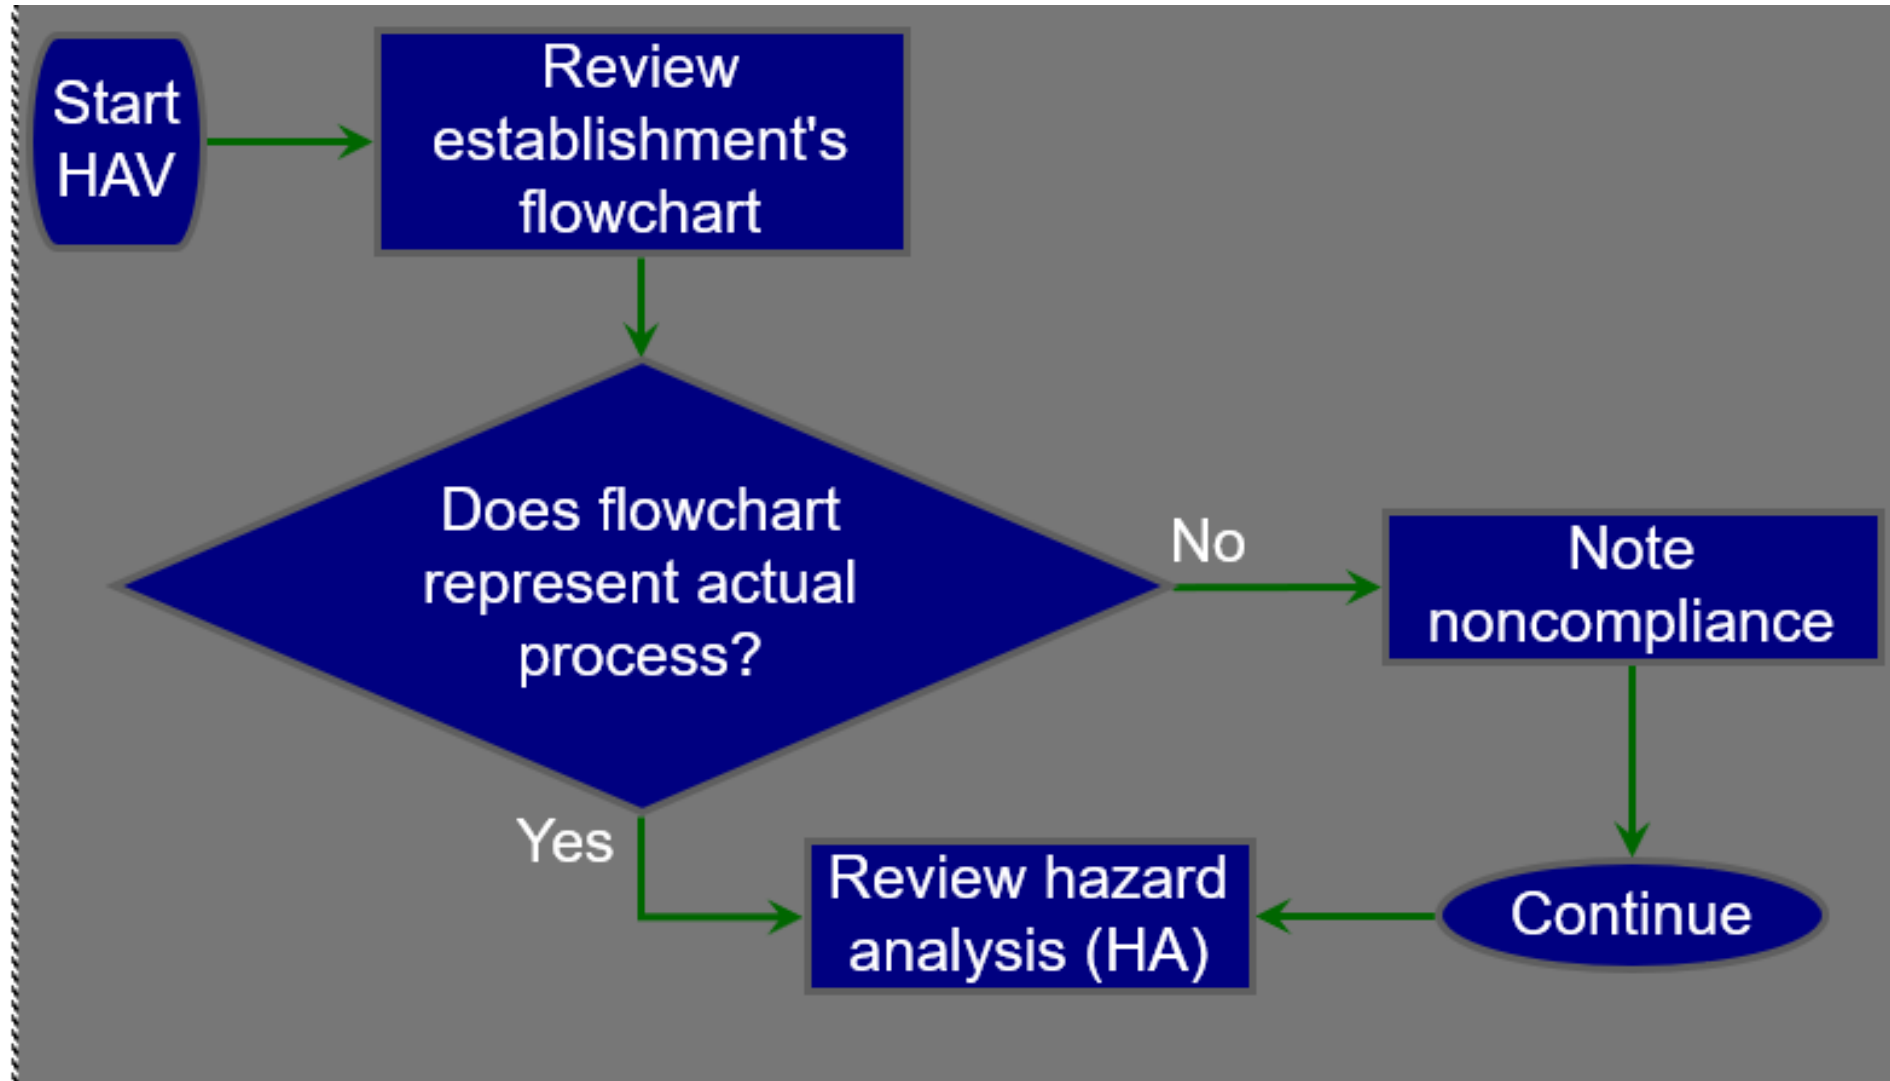 Start
HAV
Review
establishment's
flowchart
Does flowchart
represent actual
process?
No
Note
noncompliance
Yes
Review hazard
analysis (HA)
Continue